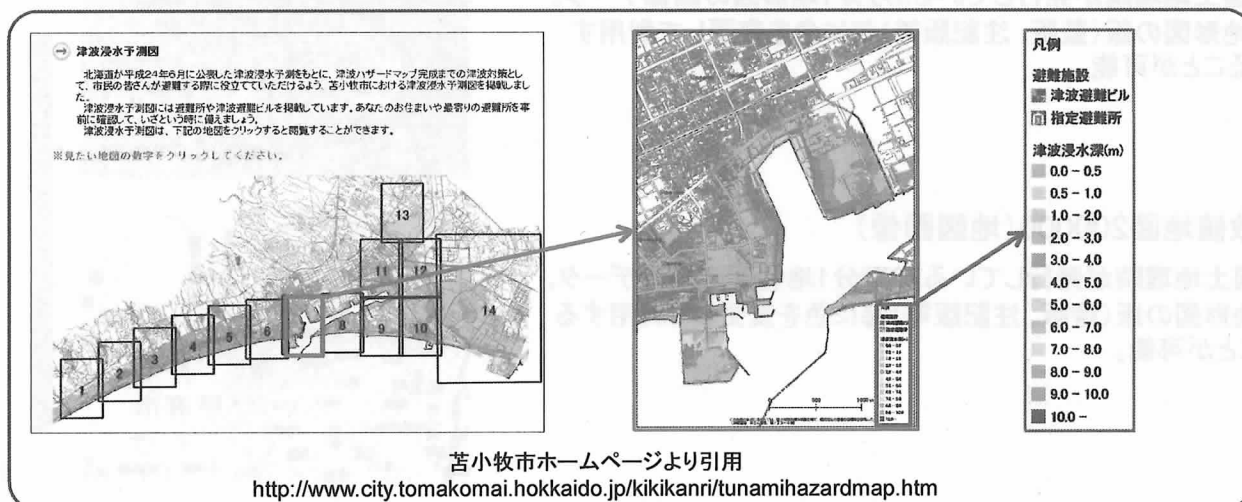 津波浸水予測図
北海道が平成24年6月に公表した津波浸水予測をもとに、津波ハザードマップ完成までの津波対策とし
て、市民の皆さんが避難する際に役立てていただけるよう、苫小牧市における津波浸水予測図を掲載しまし
た。
津波浸水予測図には避難所や津波避難ビルを掲載しています。あなたのお住まいや最寄りの避難所を事
前に確認して、いざという時に備えましょう。
津波浸水予測図は、下記の地図をクリックすると閲覧することができます。
※見たい地図の数字をクリックしてください。
13
11
12
14
1
2
3
4
5
6
7
8
9
10
凡例
避難施設
津波避難ビル
指定避難所
津波浸水深(m)
0.0 - 0.5
0.5 - 1.0
1.0 - 2.0
2.0 - 3.0
3.0 - 4.0
4.0 - 5.0
5.0 - 6.0
6.0 - 7.0
7.0 - 8.0
8.0 - 9.0
9.0 - 10.0
10.0 -
苫小牧市ホームページより引用
http://www.city.tomakomai.hokkaido.jp/kikikanri/tunamihazardmap.htm